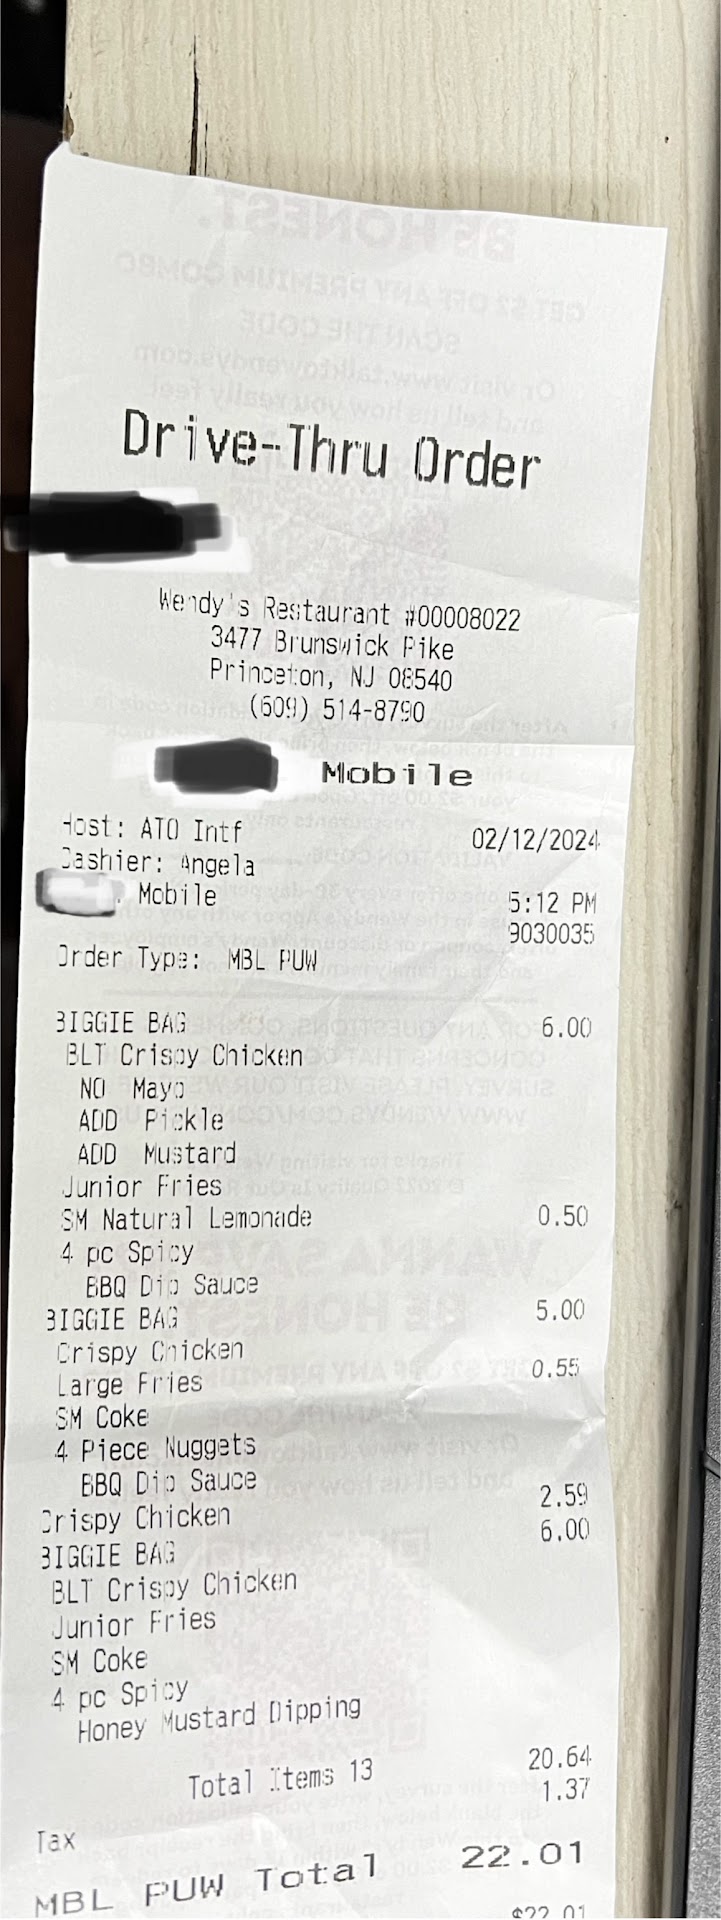 Drive-Thru Order
Wendy's Restaurant #00008022
3477 Brunswick Pike
Princeton, NJ 08540
(609) 514-8790
Mobile
Host: ATO Intf 02/12/2024
Cashier: Angela
Mobile 5:12 PM
9030035
Order Type: MBL PUW
BIGGIE BAG 6.00
BLT Crispy Chicken
NO Mayo
ADD Pickle
ADD Mustard
Junior Fries
SM Natural Lemonade 0.50
4 pc Spicy
BBQ Dip Sauce
BIGGIE BAG 5.00
Crispy Chicken
Large Fries 0.55
SM Coke
4 Piece Nuggets
BBQ Dip Sauce
Crispy Chicken 2.59
BIGGIE BAG 6.00
BLT Crispy Chicken
Junior Fries
SM Coke
4 pc Spicy
Honey Mustard Dipping
Total Items 13 20.64
Tax 1.37
MBL PUW Total 22.01
$22.01